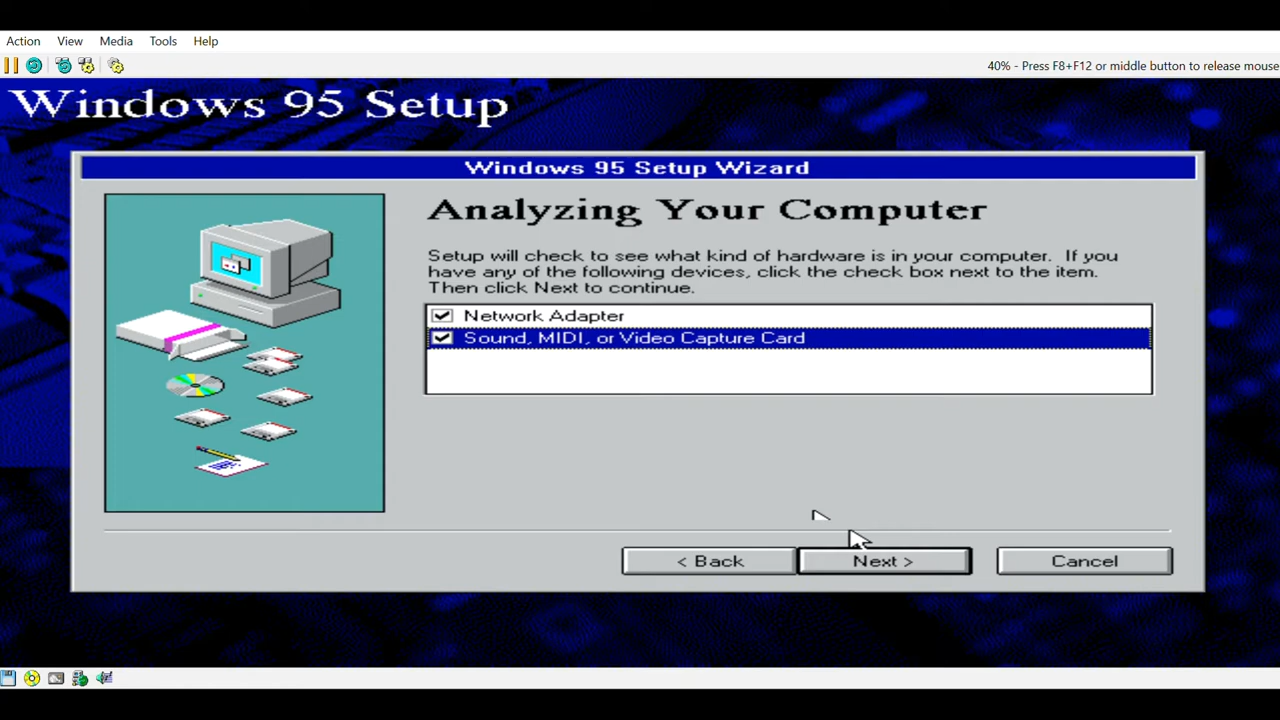 Action View Media Tools Help
40% - Press F8+F12 or middle button to release mouse
Windows 95 Setup
Windows 95 Setup Wizard
Analyzing Your Computer
Setup will check to see what kind of hardware is in your computer. If you
have any of the following devices, click the check box next to the item.
Then click Next to continue.
Network Adapter
Sound, MIDI, or Video Capture Card
< Back Next > Cancel